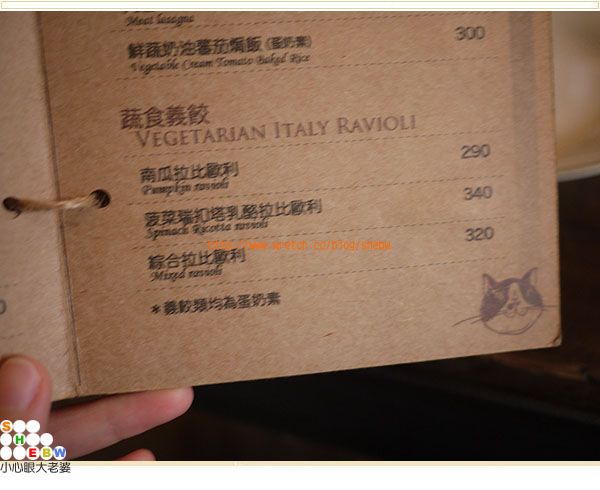 Meat lasagna
鮮蔬奶油蕃茄焗飯 (蛋奶素) 300
Vegetable Cream Tomato Baked Rice
蔬食義餃
VEGETARIAN ITALY RAVIOLI
南瓜拉比歐利 290
Pumpkin ravioli
菠菜瑞扣塔乳酪拉比歐利 340
Spinach Ricotta ravioli
綜合拉比歐利 320
Mixed ravioli
＊義餃類均為蛋奶素
SHEBW
小心眼大老婆